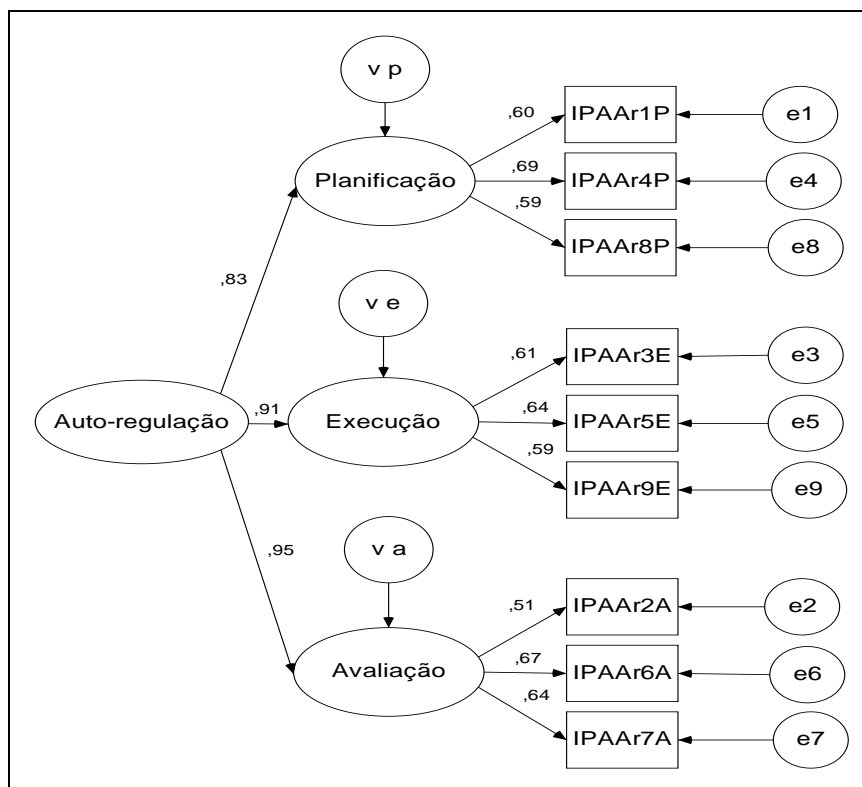 v p
,60
IPAAr1P
e1
Planificação
,69
IPAAr4P
e4
,59
IPAAr8P
e8
,83
v e
,61
IPAAr3E
e3
Auto-regulação
,91
Execução
,64
IPAAr5E
e5
,59
IPAAr9E
e9
,95
v a
,51
IPAAr2A
e2
Avaliação
,67
IPAAr6A
e6
,64
IPAAr7A
e7